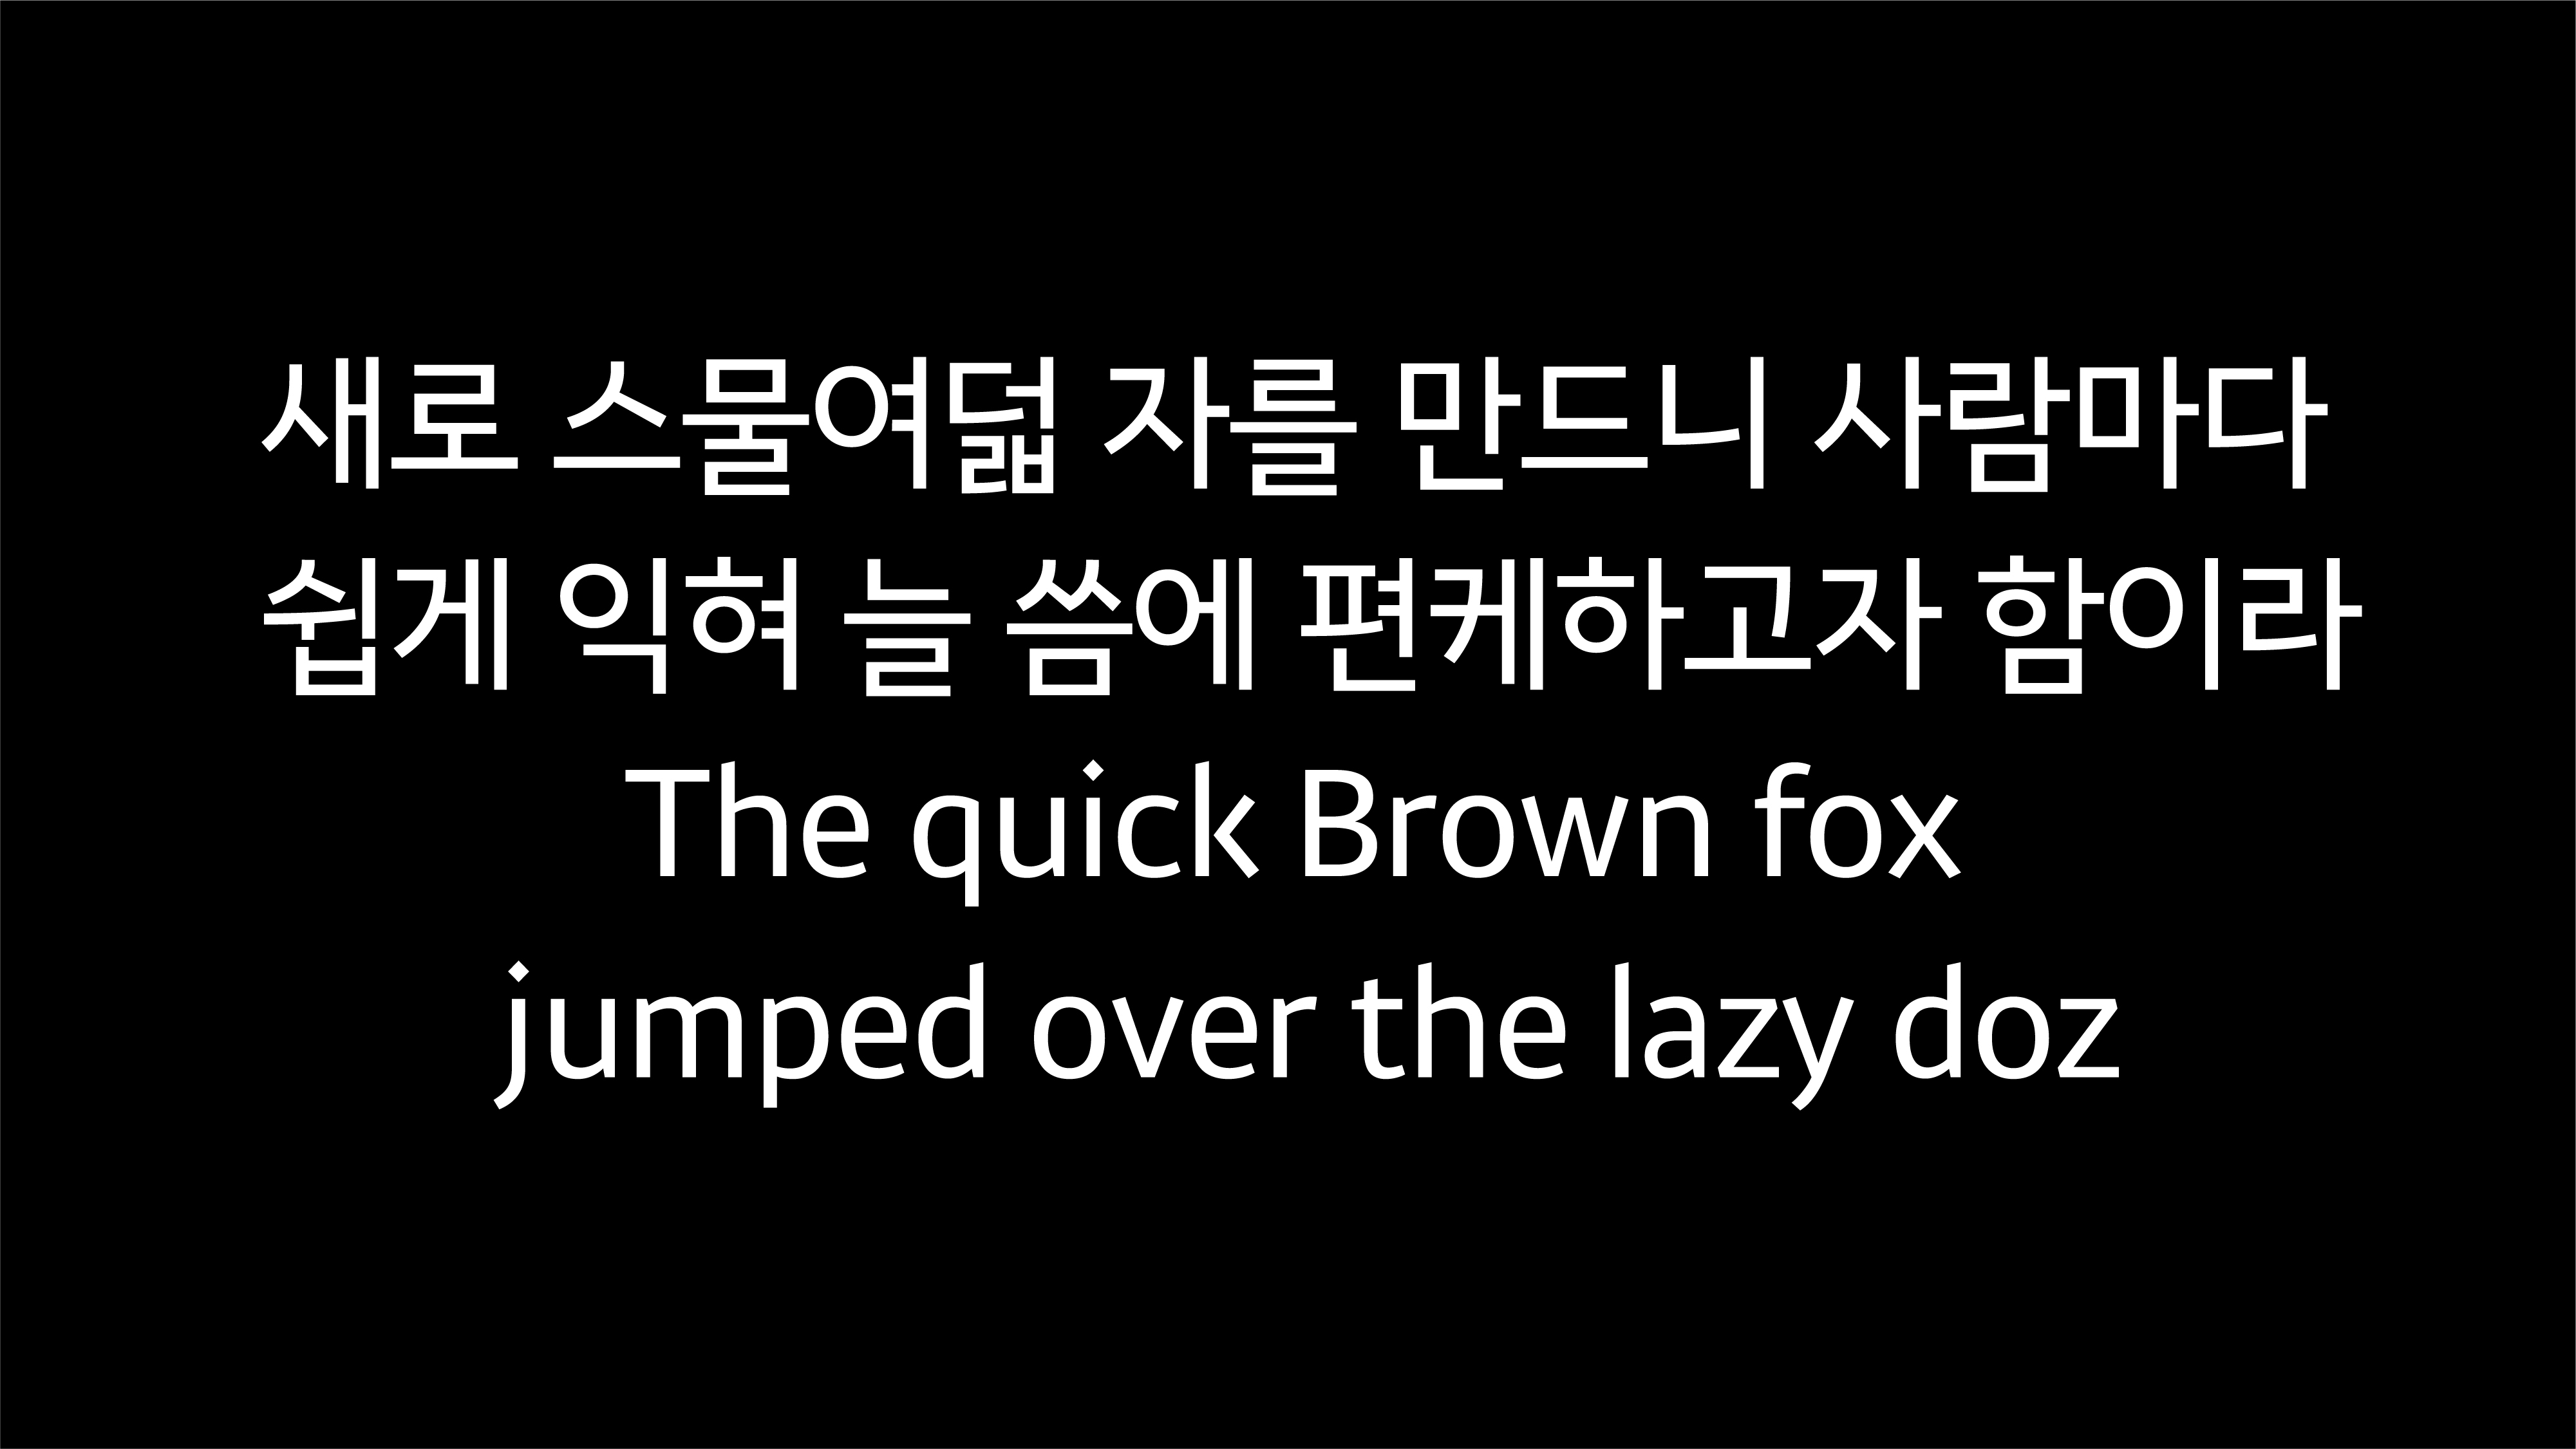 새로 스물여덟 자를 만드니 사람마다
쉽게 익혀 늘 씀에 편케하고자 함이라
The quick Brown fox
jumped over the lazy doz